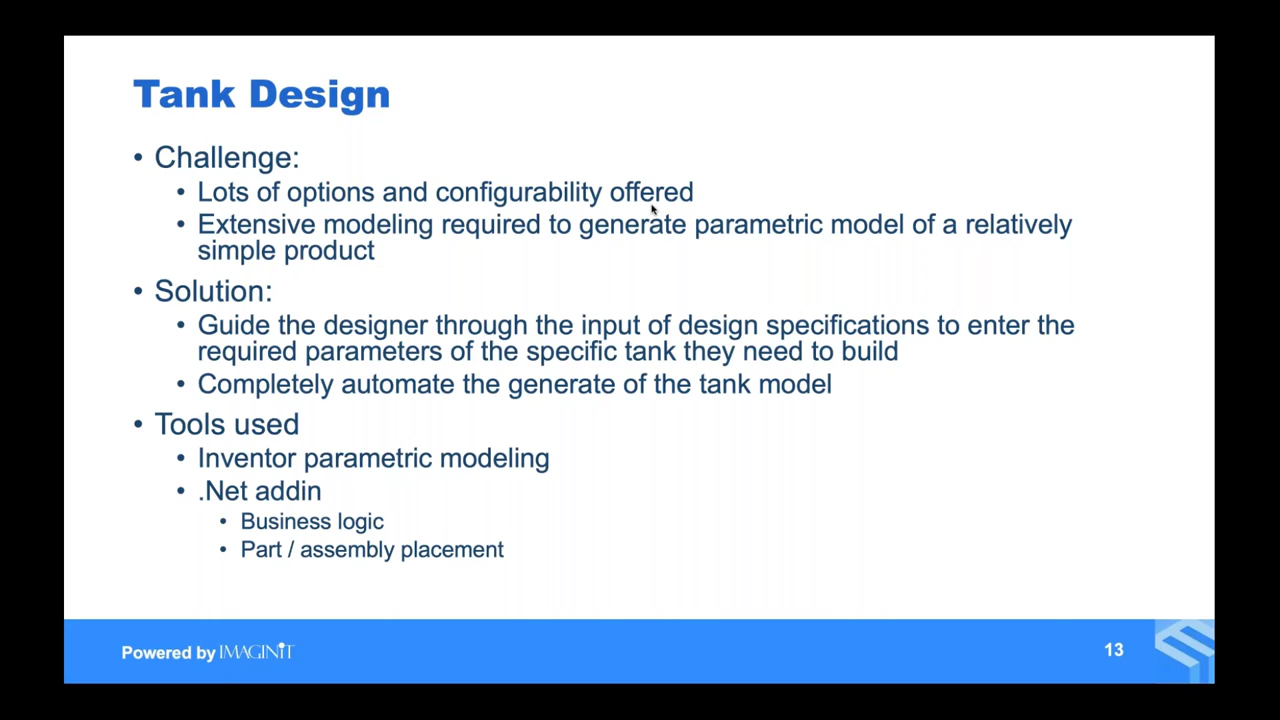 Tank Design
• Challenge:
• Lots of options and configurability offered
• Extensive modeling required to generate parametric model of a relatively
simple product
• Solution:
• Guide the designer through the input of design specifications to enter the
required parameters of the specific tank they need to build
• Completely automate the generate of the tank model
• Tools used
• Inventor parametric modeling
• .Net addin
• Business logic
• Part / assembly placement
Powered by IMAGINiT
13